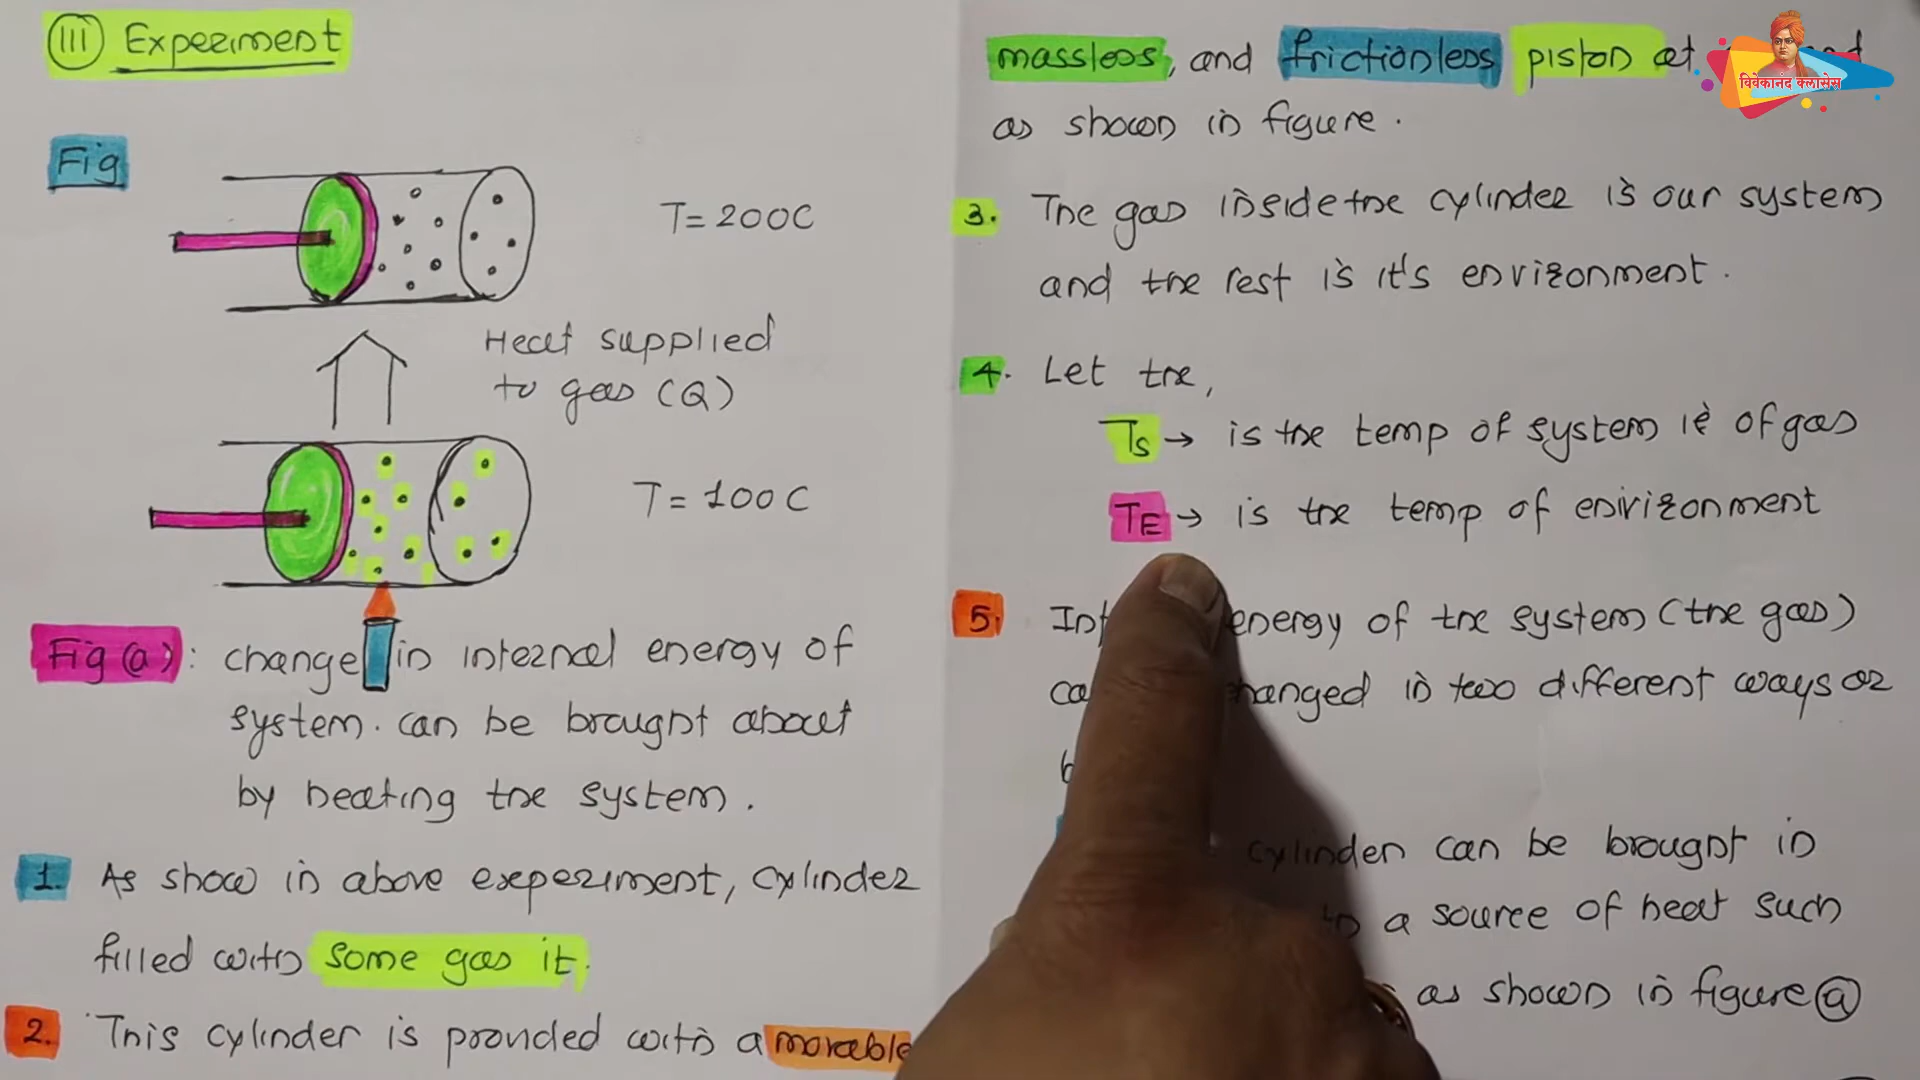 III Experiment
Fig
T = 200C
Heat supplied
to gas (Q)
T = 100C
Fig (a): change in internal energy of
system. can be brought about
by heating the system.
1. As show in above experiment, cylinder
filled with some gas it.
2. This cylinder is provided with a movable
massless, and frictionless piston at
as shown in figure.
3. The gas inside the cylinder is our system
and the rest is it's environment.
4. Let the,
Ts → is the temp of system ie of gas
TE → is the temp of environment
5. energy of the system (the gas)
changed in two different ways or
cylinder can be brought in
a source of heat such
as shown in figure (a)
विवेकानंद क्लासेस